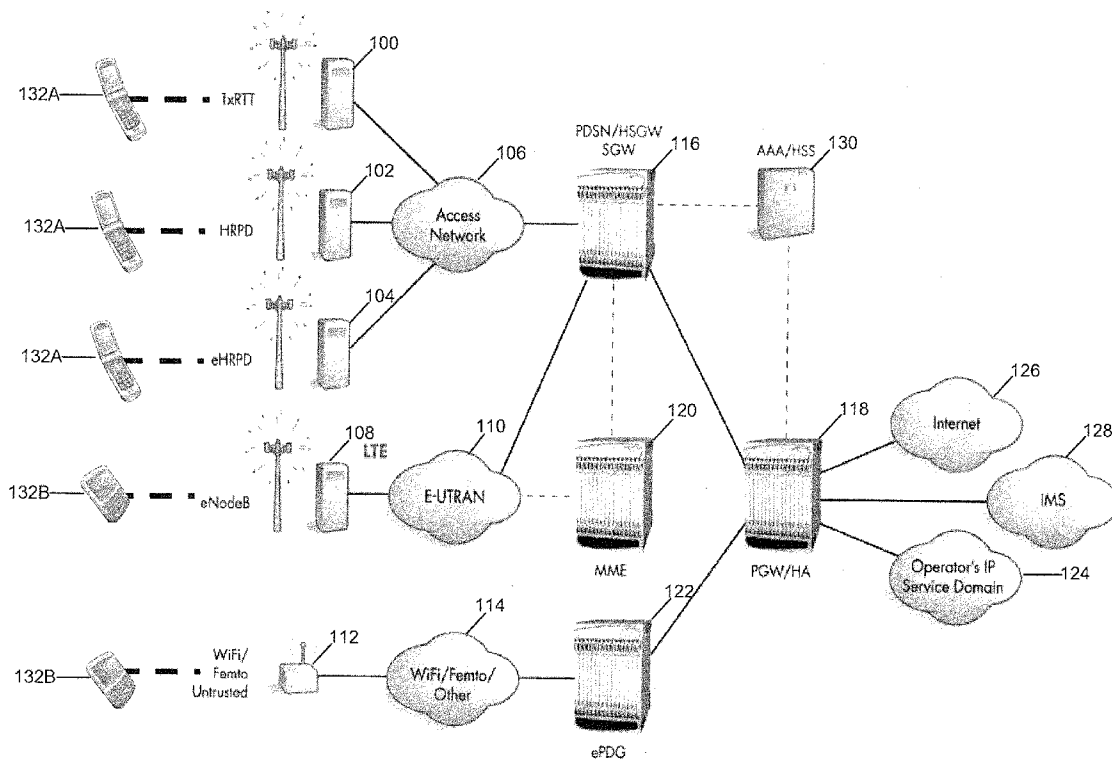 100
132A
1xRTT
PDSN/HSGW
SGW
116
AAA/HSS
130
106
102
Access
Network
132A
HRPD
104
132A
eHRPD
126
Internet
120
118
128
108
LTE
110
132B
eNodeB
E-UTRAN
IMS
MME
PGW/HA
Operator's IP
Service Domain
124
122
114
112
132B
WiFi/
Femto
Untrusted
WiFi/Femto/
Other
ePDG